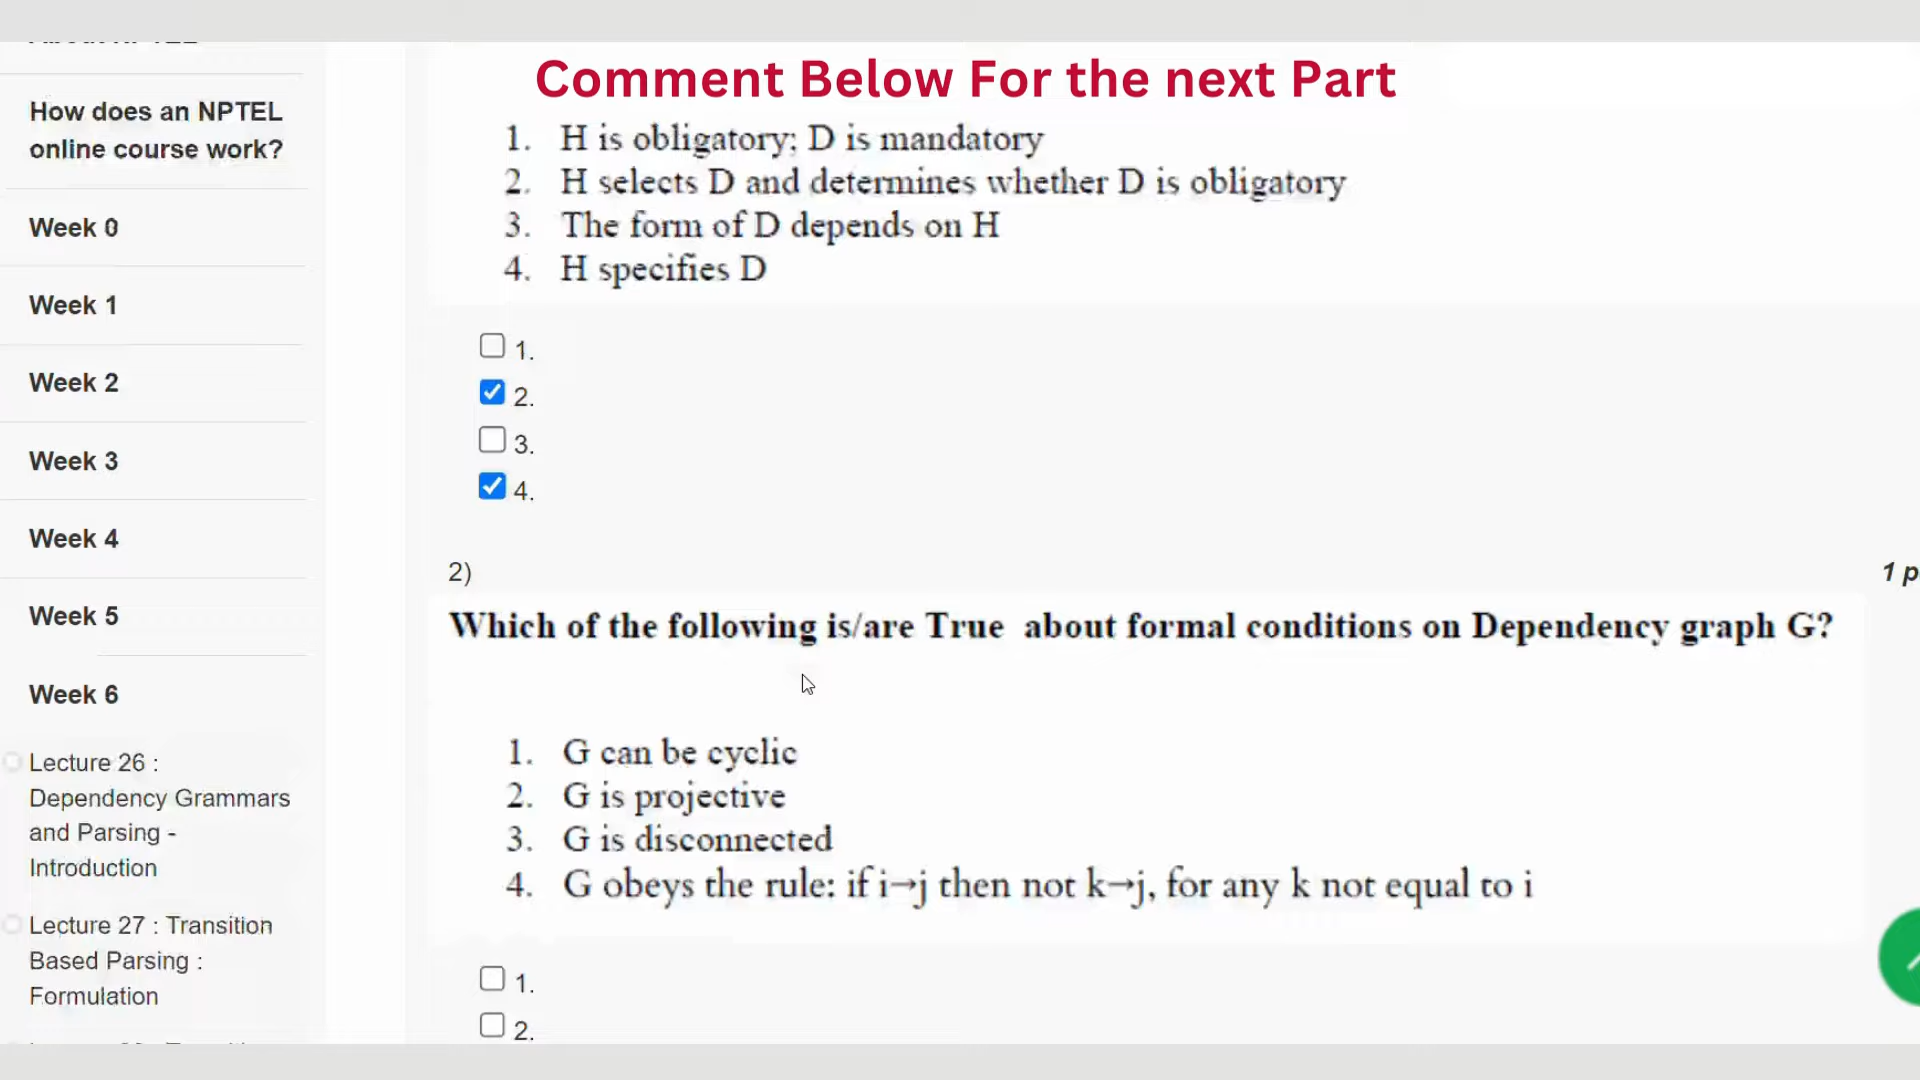 Comment Below For the next Part
How does an NPTEL
online course work?
Week 0
Week 1
Week 2
Week 3
Week 4
Week 5
Week 6
Lecture 26 :
Dependency Grammars
and Parsing -
Introduction
Lecture 27 : Transition
Based Parsing :
Formulation
1. H is obligatory; D is mandatory
2. H selects D and determines whether D is obligatory
3. The form of D depends on H
4. H specifies D
1.
2.
3.
4.
2)
1 p
Which of the following is/are True about formal conditions on Dependency graph G?
1. G can be cyclic
2. G is projective
3. G is disconnected
4. G obeys the rule: if i→j then not k→j, for any k not equal to i
1.
2.